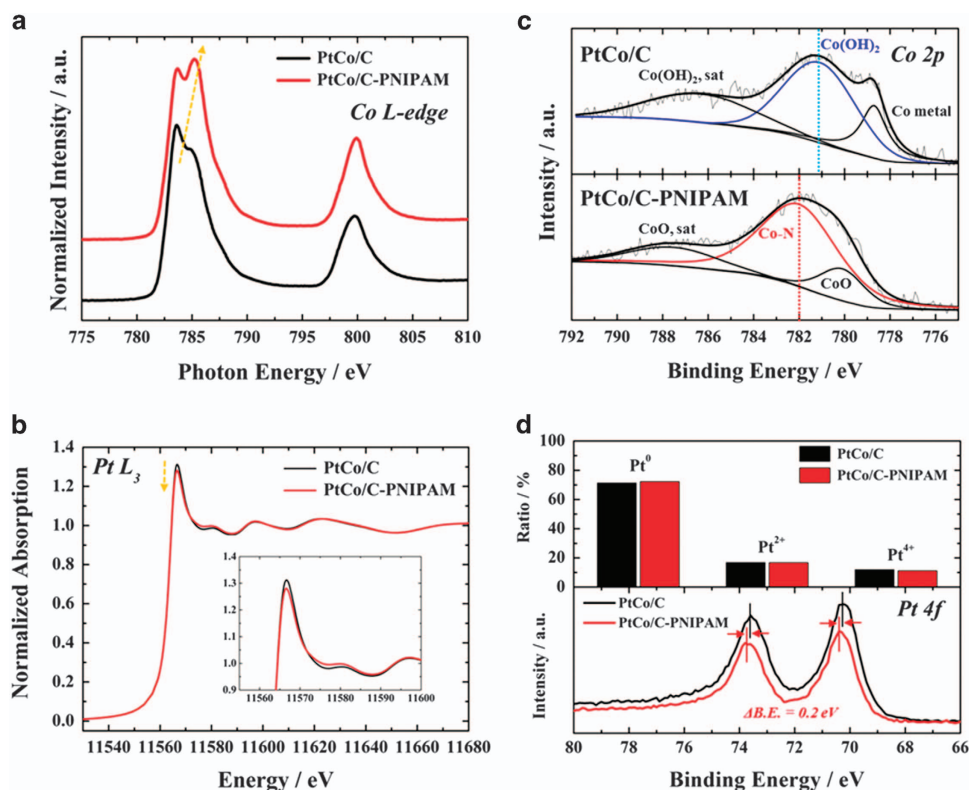 a
PtCo/C
PtCo/C-PNIPAM
Co L-edge
Normalized Intensity / a.u.
775 780 785 790 795 800 805 810
Photon Energy / eV
c
PtCo/C
Co(OH)2
Co 2p
Co(OH)2, sat
Co metal
PtCo/C-PNIPAM
CoO, sat
Co-N
CoO
Intensity / a.u.
792 790 788 786 784 782 780 778 776
Binding Energy / eV
b
Pt L3
PtCo/C
PtCo/C-PNIPAM
Normalized Absorption
1.4
1.2
1.0
0.8
0.6
0.4
0.2
0.0
1.4
1.3
1.2
1.1
1.0
0.9
11560 11570 11580 11590 11600
11540 11560 11580 11600 11620 11640 11660 11680
Energy / eV
d
100
80
60
40
20
0
Ratio / %
Pt0
PtCo/C
PtCo/C-PNIPAM
Pt2+
Pt4+
PtCo/C
PtCo/C-PNIPAM
Pt 4f
Intensity / a.u.
ΔB.E. = 0.2 eV
80 78 76 74 72 70 68 66
Binding Energy / eV